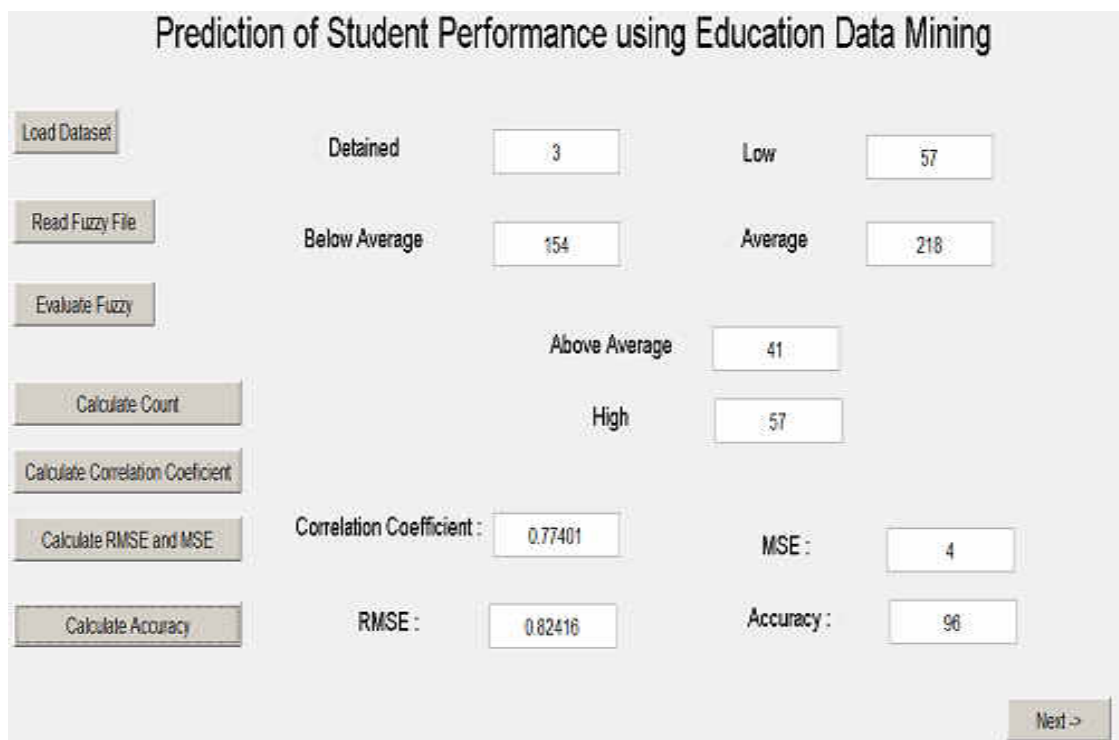 Prediction of Student Performance using Education Data Mining
Load Dataset
Detained
3
Low
57
Read Fuzzy File
Below Average
154
Average
218
Evaluate Fuzzy
Above Average
41
Calculate Count
High
57
Calculate Correlation Coeficient
Calculate RMSE and MSE
Correlation Coefficient :
0.77401
MSE :
4
Calculate Accuracy
RMSE :
0.82416
Accuracy :
96
Next ->